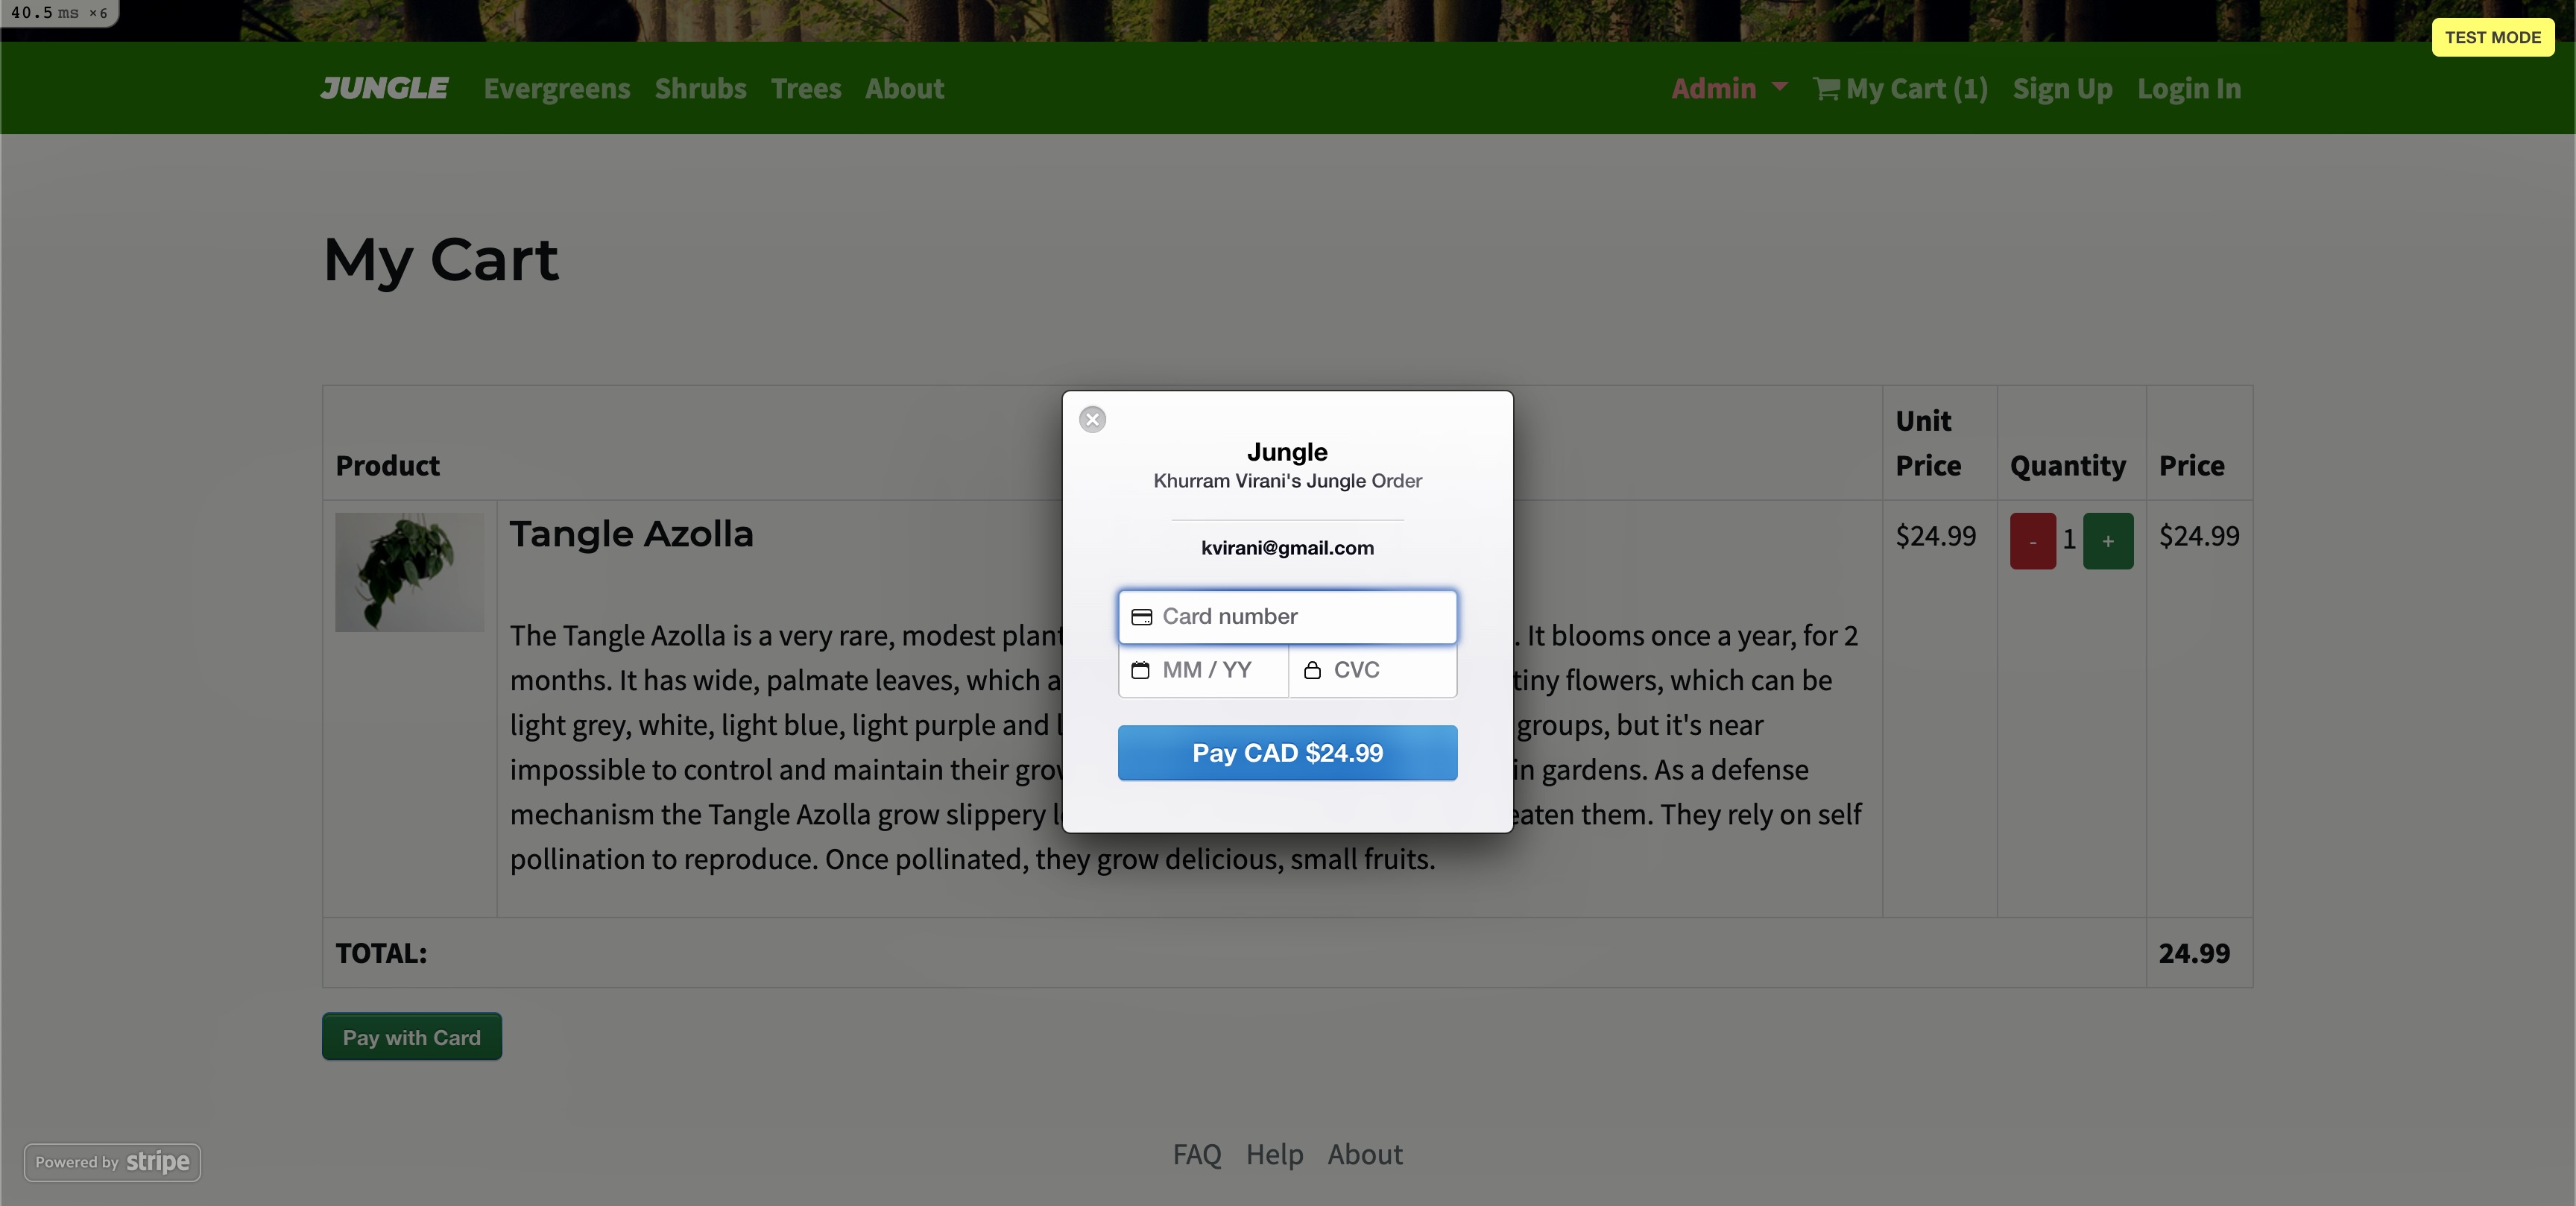 40.5 ms ×6
TEST MODE
JUNGLE Evergreens Shrubs Trees About Admin My Cart (1) Sign Up Login In
My Cart
Product Unit Price Quantity Price
Tangle Azolla $24.99 - 1 + $24.99
The Tangle Azolla is a very rare, modest plant . It blooms once a year, for 2
months. It has wide, palmate leaves, which tiny flowers, which can be
light grey, white, light blue, light purple and groups, but it's near
impossible to control and maintain their in gardens. As a defense
mechanism the Tangle Azolla grow slippery eaten them. They rely on self
pollination to reproduce. Once pollinated, they grow delicious, small fruits.
TOTAL: 24.99
Pay with Card
Jungle
Khurram Virani's Jungle Order
kvirani@gmail.com
Card number
MM / YY CVC
Pay CAD $24.99
FAQ Help About
Powered by stripe